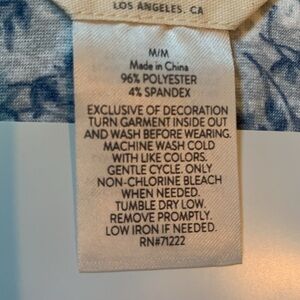 LOS ANGELES, CA
M/M
Made in China
96% POLYESTER
4% SPANDEX
EXCLUSIVE OF DECORATION
TURN GARMENT INSIDE OUT
AND WASH BEFORE WEARING.
MACHINE WASH COLD
WITH LIKE COLORS.
GENTLE CYCLE. ONLY
NON-CHLORINE BLEACH
WHEN NEEDED.
TUMBLE DRY LOW.
REMOVE PROMPTLY.
LOW IRON IF NEEDED.
RN#71222